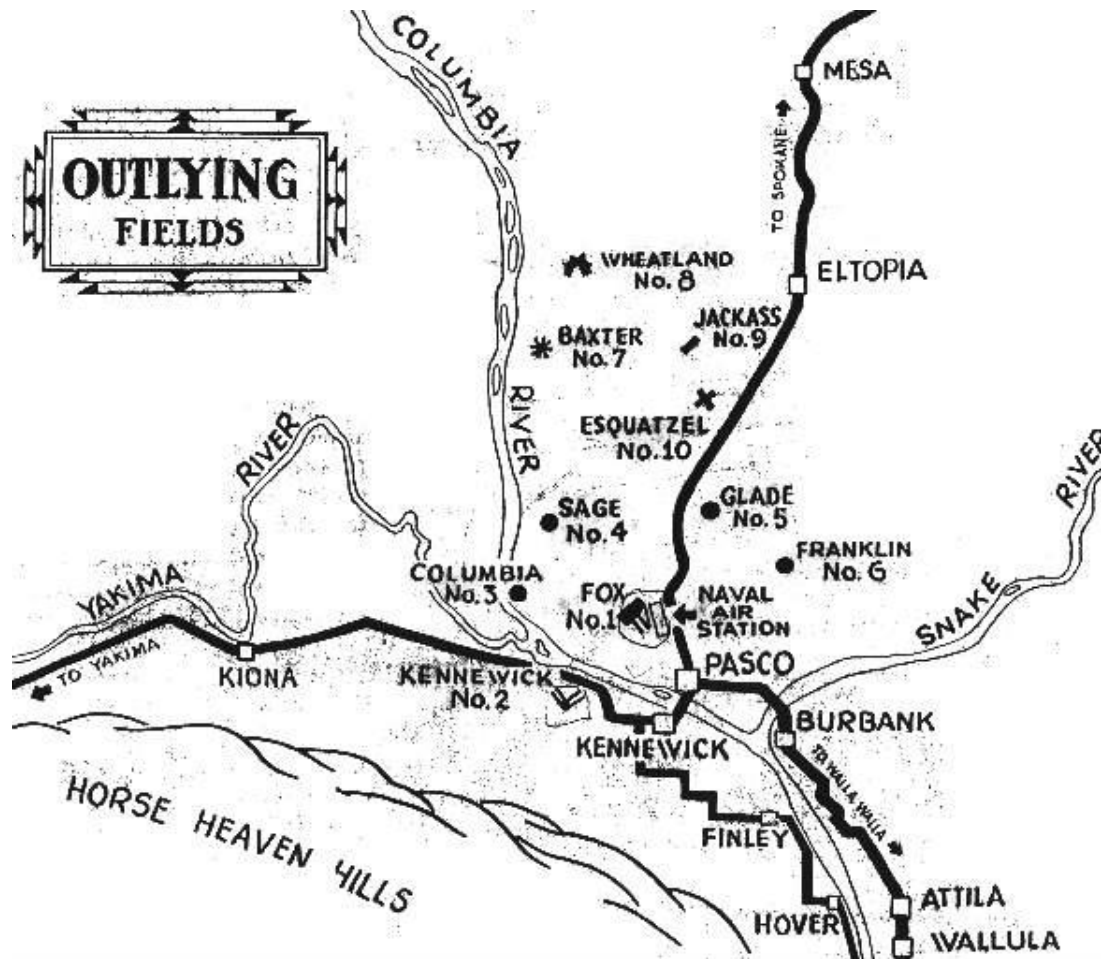 COLUMBIA
MESA
OUTLYING
FIELDS
TO SPOKANE
WHEATLAND
No. 8
ELTOPIA
JACKASS
No. 9
BAXTER
No. 7
RIVER
ESQUATZEL
No. 10
RIVER
RIVER
SAGE
No. 4
GLADE
No. 5
FRANKLIN
No. 6
COLUMBIA
No. 3
FOX
No. 1
NAVAL
AIR
STATION
YAKIMA
SNAKE
TO YAKIMA
KIONA
KENNEWICK
No. 2
PASCO
KENNEWICK
BURBANK
TO WALLA WALLA
HORSE HEAVEN HILLS
FINLEY
HOVER
ATTILA
WALLULA